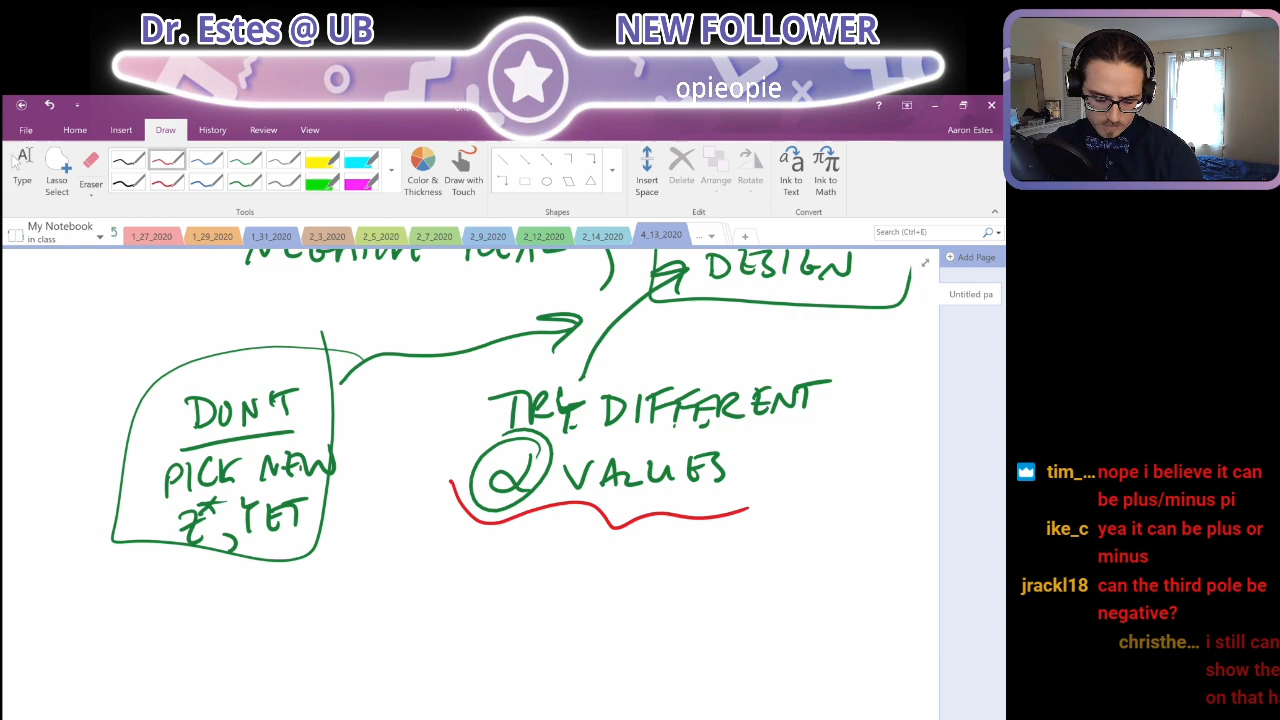 Dr. Estes @ UB
NEW FOLLOWER
opieopie
File
Home
Insert
Draw
History
Review
View
Aaron Estes
Type
Lasso
Select
Eraser
Color &
Thickness
Draw with
Touch
Insert
Space
Delete
Arrange
Rotate
Ink to
Text
Ink to
Math
Tools
Shapes
Edit
Convert
My Notebook
in class
1_27_2020
1_29_2020
1_31_2020
2_3_2020
2_5_2020
2_7_2020
2_9_2020
2_12_2020
2_14_2020
4_13_2020
...
Search (Ctrl+E)
Add Page
Untitled pa
NEGATIVE
DESIGN
DON'T
PICK NEW
Z*, YET
TRY DIFFERENT
α VALUES
tim_... nope i believe it can
be plus/minus pi
ike_c yea it can be plus or
minus
jrackl18 can the third pole be
negative?
christhe... i still can
show the
on that h